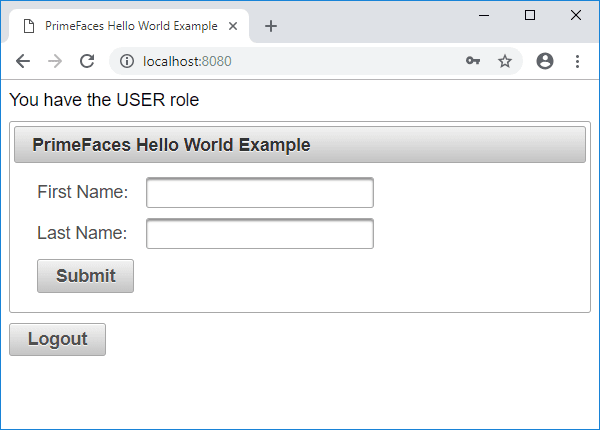 PrimeFaces Hello World Example
localhost:8080
You have the USER role
PrimeFaces Hello World Example
First Name:
Last Name:
Submit
Logout